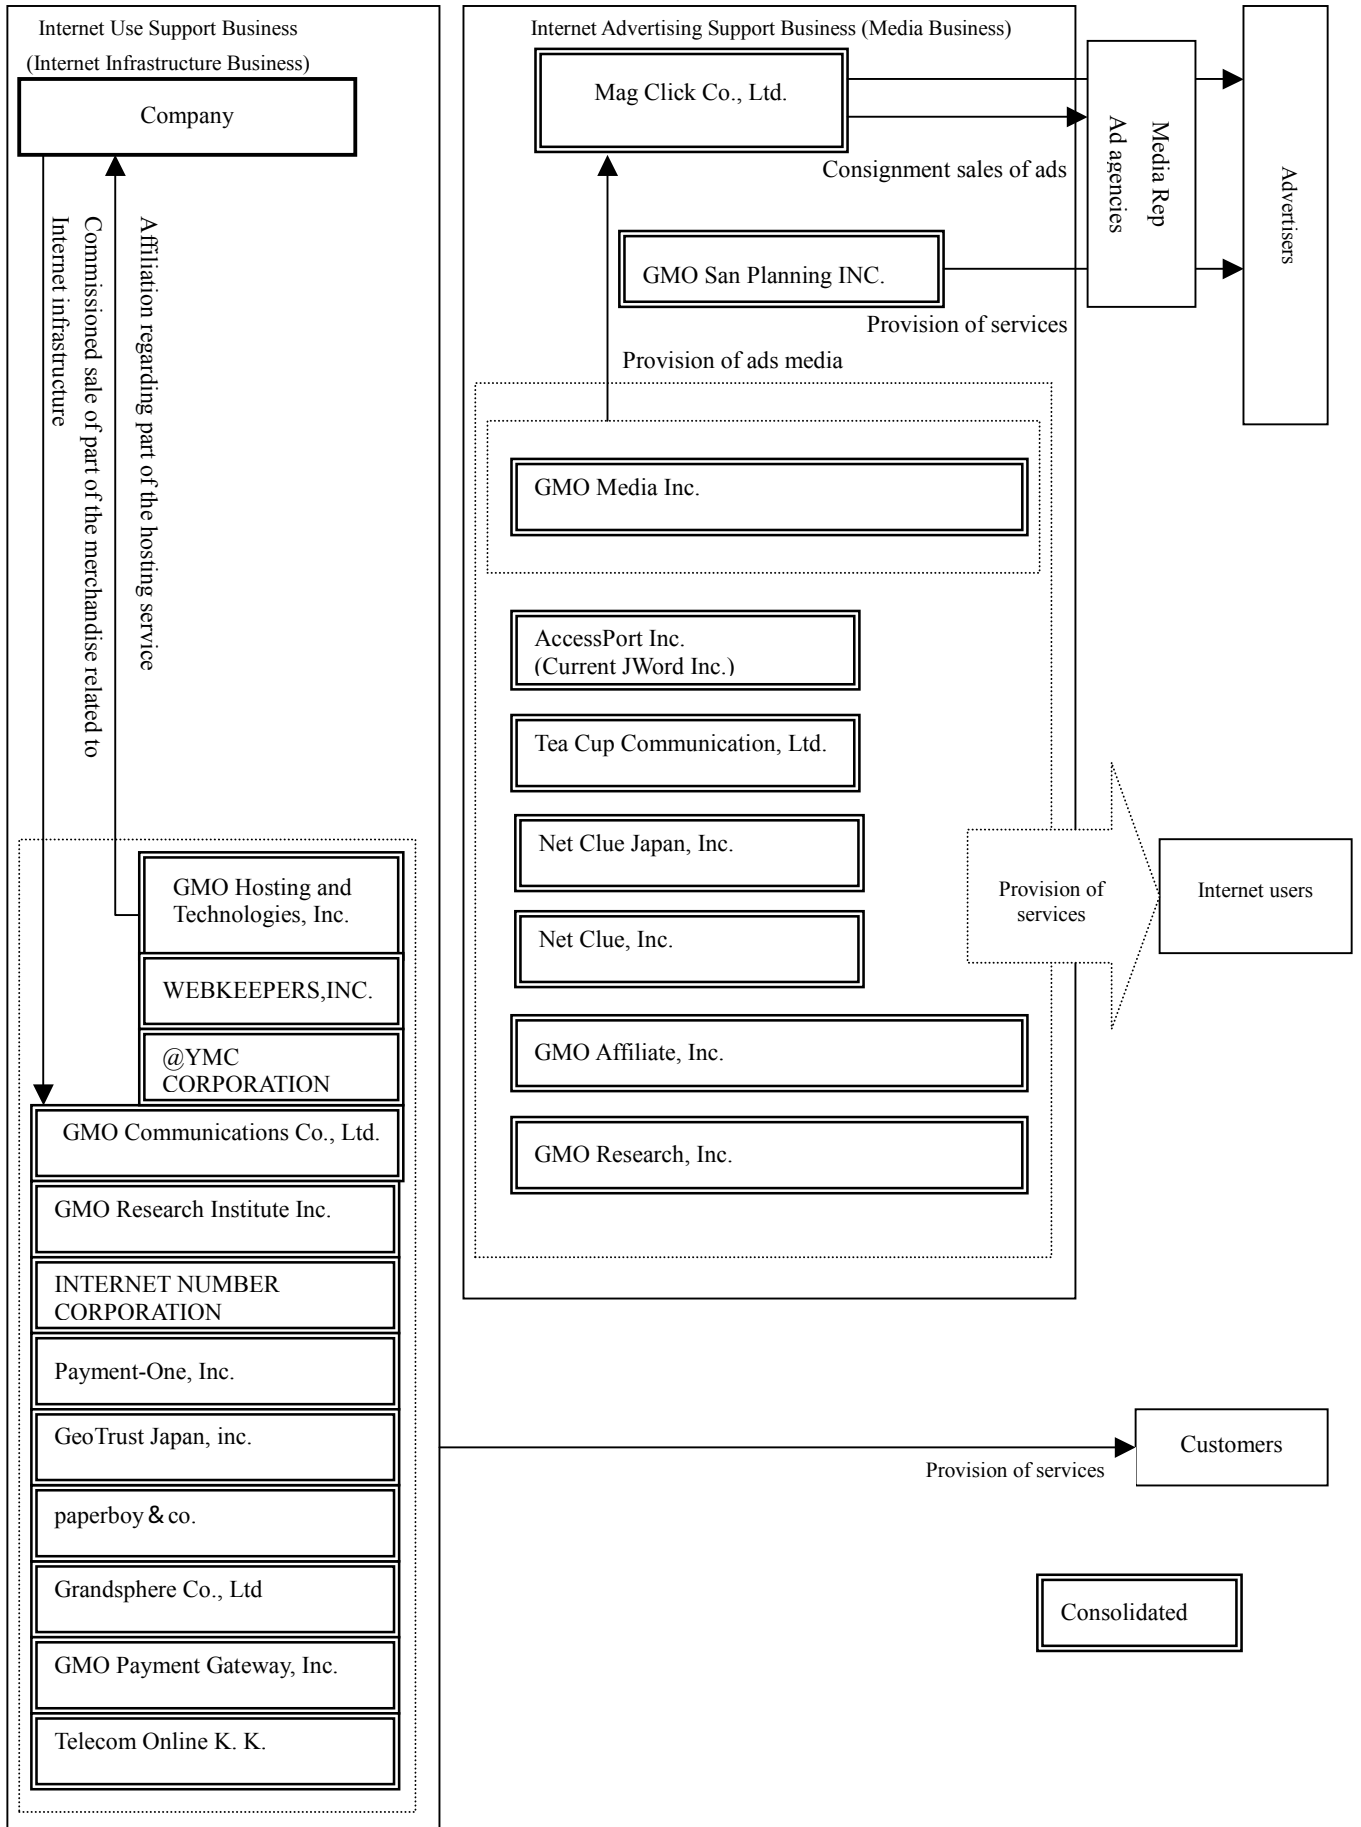 Internet Use Support Business
(Internet Infrastructure Business)
Company
Affiliation regarding part of the hosting service
Commissioned sale of part of the merchandise related to
Internet infrastructure
GMO Hosting and
Technologies, Inc.
WEBKEEPERS,INC.
@YMC
CORPORATION
GMO Communications Co., Ltd.
GMO Research Institute Inc.
INTERNET NUMBER
CORPORATION
Payment-One, Inc.
GeoTrust Japan, inc.
paperboy&co.
Grandsphere Co., Ltd
GMO Payment Gateway, Inc.
Telecom Online K. K.
Internet Advertising Support Business (Media Business)
Mag Click Co., Ltd.
Consignment sales of ads
GMO San Planning INC.
Provision of services
Provision of ads media
Media Rep
Ad agencies
Advertisers
GMO Media Inc.
AccessPort Inc.
(Current JWord Inc.)
Tea Cup Communication, Ltd.
Net Clue Japan, Inc.
Net Clue, Inc.
GMO Affiliate, Inc.
GMO Research, Inc.
Provision of
services
Internet users
Provision of services
Customers
Consolidated